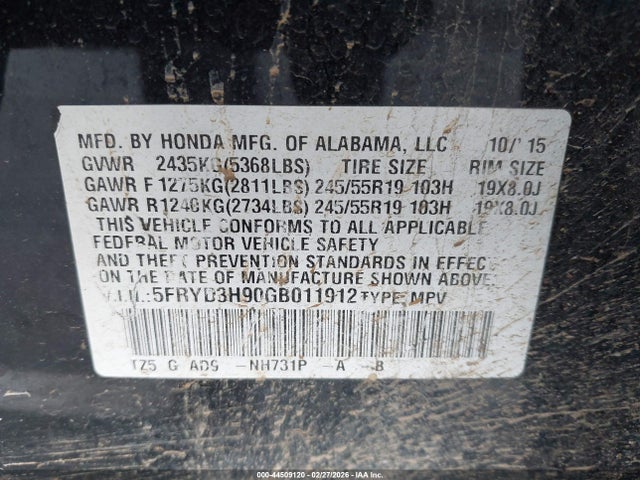 MFD. BY HONDA MFG. OF ALABAMA, LLC 10/15
GVWR 2435KG(5368LBS) TIRE SIZE RIM SIZE
GAWR F 1275KG(2811LBS) 245/55R19 103H 19X8.0J
GAWR R 1240KG(2734LBS) 245/55R19 103H 19X8.0J
THIS VEHICLE CONFORMS TO ALL APPLICABLE
FEDERAL MOTOR VEHICLE SAFETY
AND THEFT PREVENTION STANDARDS IN EFFECT
ON THE DATE OF MANUFACTURE SHOWN ABOVE.
V.I.N.:5FRYD3H90GB011912 TYPE:MPV
TZ5 G AD9 -NH731P -A -B
000-44509120 - 02/27/2026 - IAAI.com